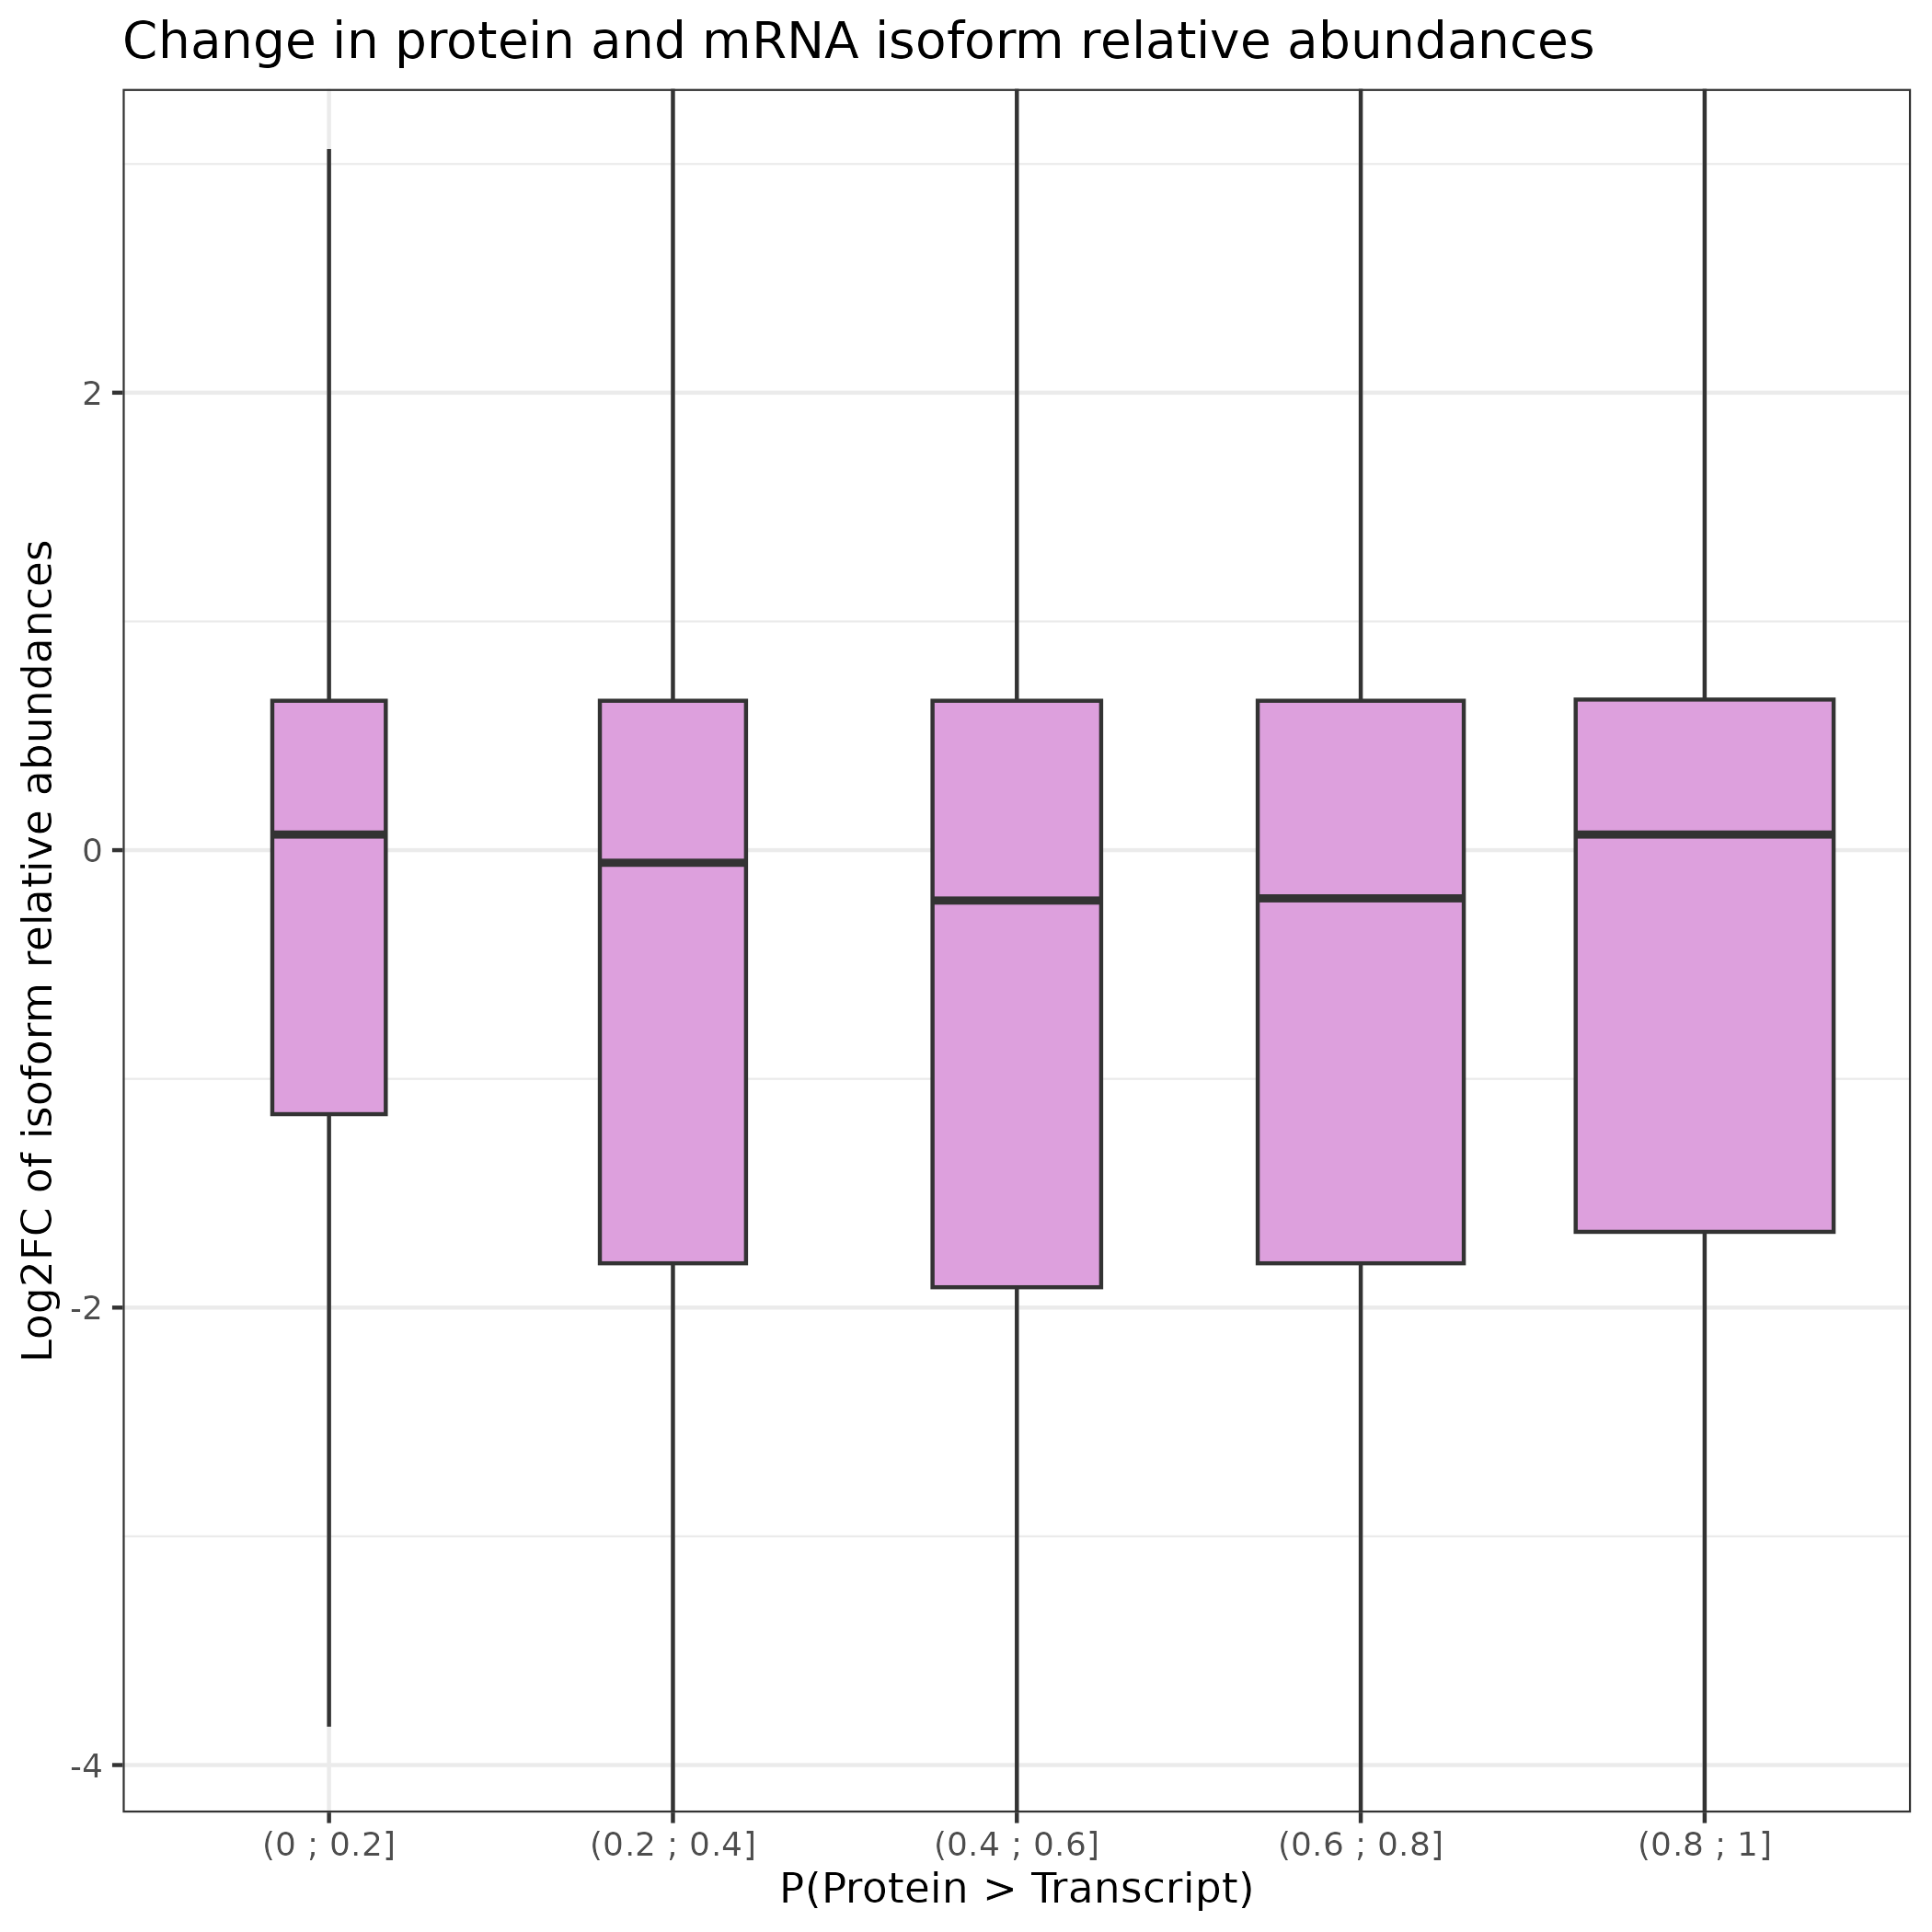 Change in protein and mRNA isoform relative abundances
Log2FC of isoform relative abundances
2
0
-2
-4
(0 ; 0.2]
(0.2 ; 0.4]
(0.4 ; 0.6]
(0.6 ; 0.8]
(0.8 ; 1]
P(Protein > Transcript)